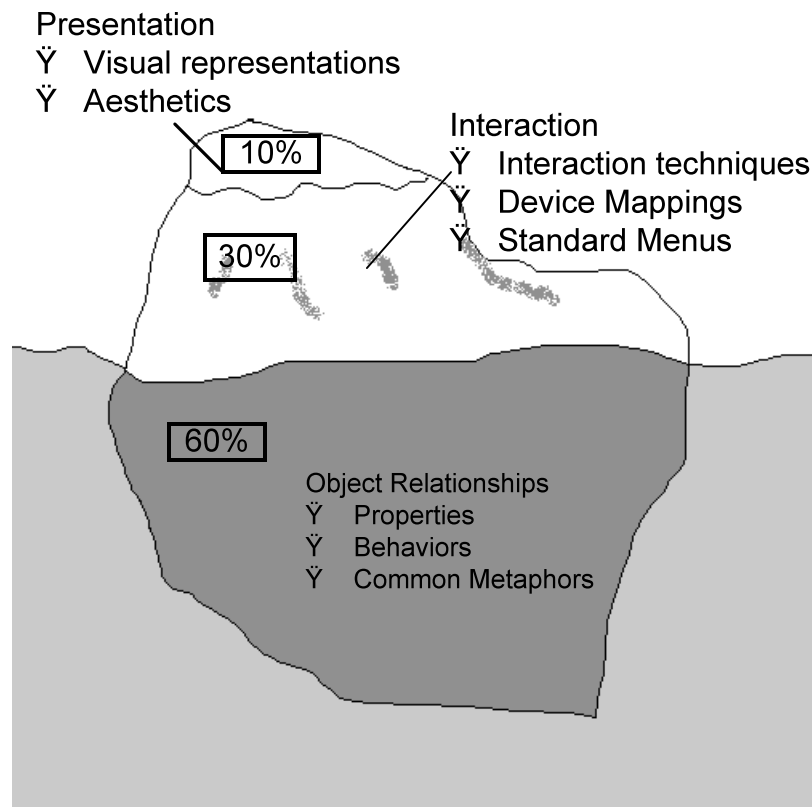 Presentation
Ÿ Visual representations
Ÿ Aesthetics
10%
Interaction
Ÿ Interaction techniques
Ÿ Device Mappings
Ÿ Standard Menus
30%
60%
Object Relationships
Ÿ Properties
Ÿ Behaviors
Ÿ Common Metaphors